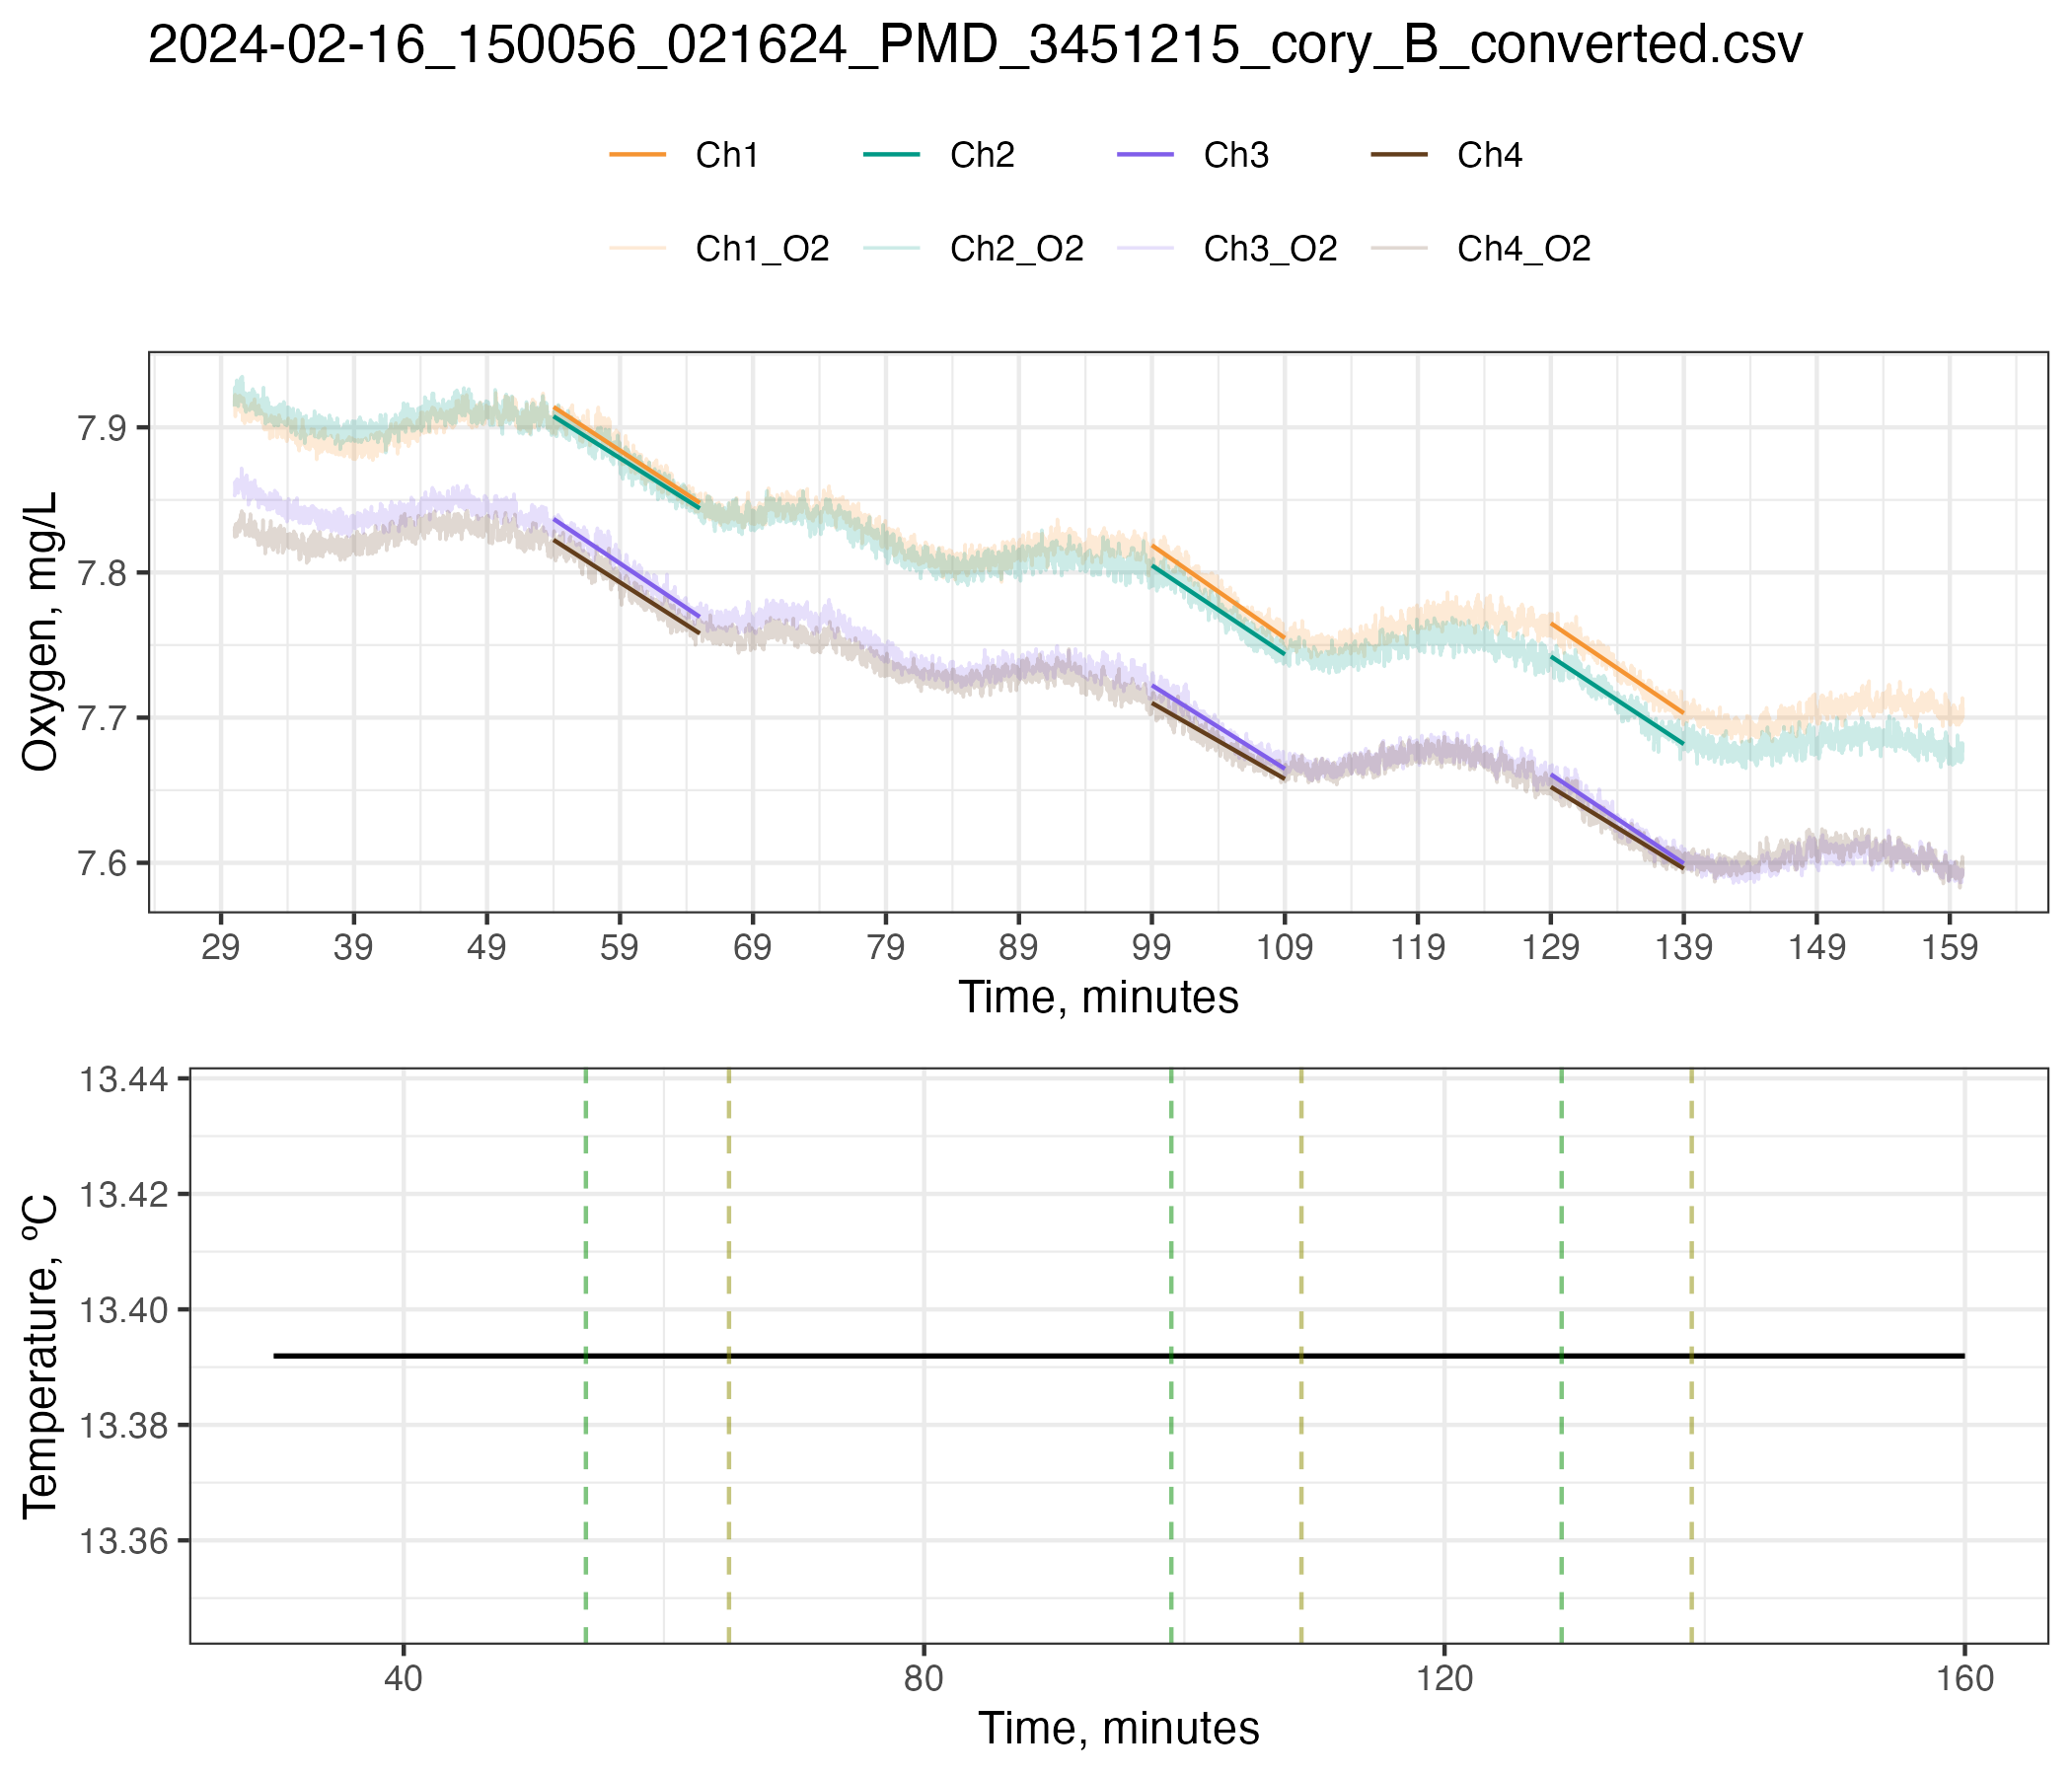 2024-02-16_150056_021624_PMD_3451215_cory_B_converted.csv
Ch1 Ch2 Ch3 Ch4
Ch1_O2 Ch2_O2 Ch3_O2 Ch4_O2
Oxygen, mg/L
7.9
7.8
7.7
7.6
29 39 49 59 69 79 89 99 109 119 129 139 149 159
Time, minutes
Temperature, ºC
13.44
13.42
13.40
13.38
13.36
40 80 120 160
Time, minutes